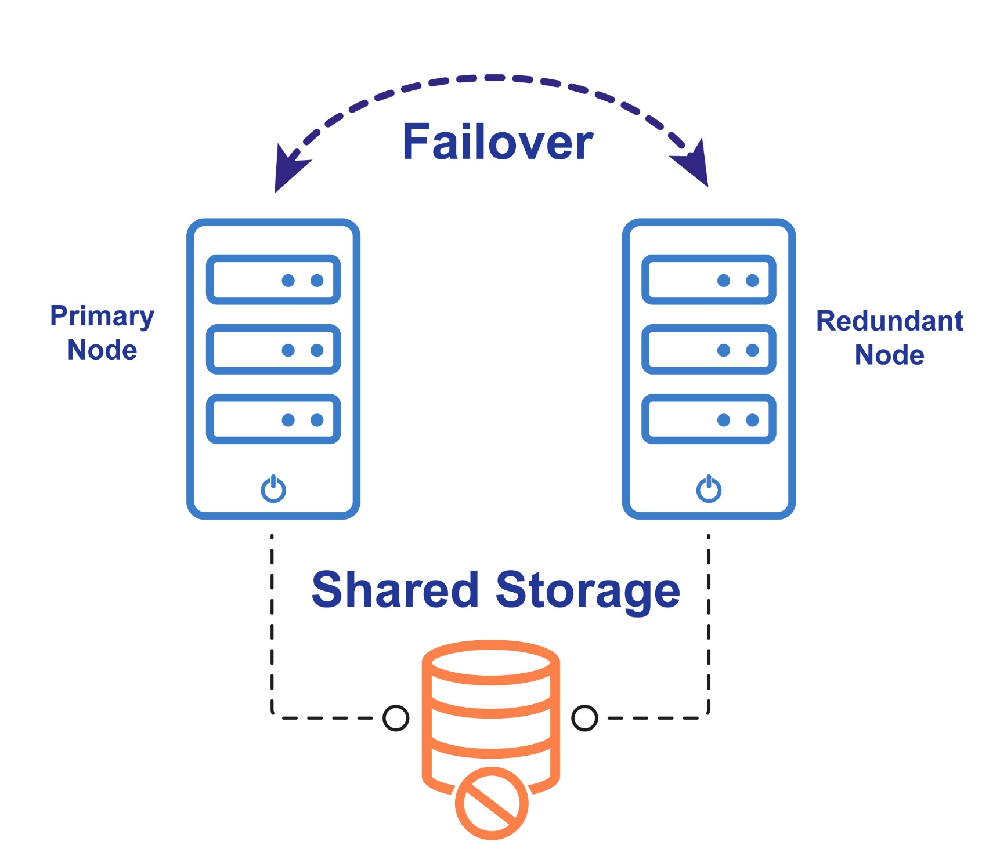 Failover
Primary
Node
Redundant
Node
Shared Storage